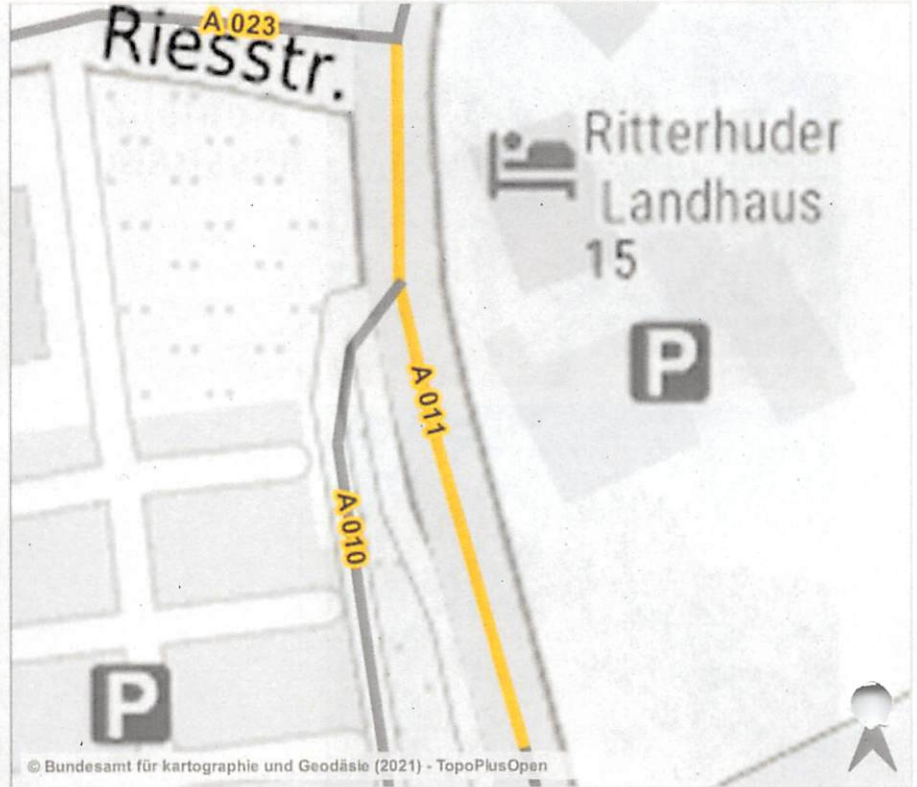 A 023
Riesstr.
Ritterhuder
Landhaus
15
P
A 011
A 010
P
© Bundesamt für kartographie und Geodäsie (2021) - TopoPlusOpen